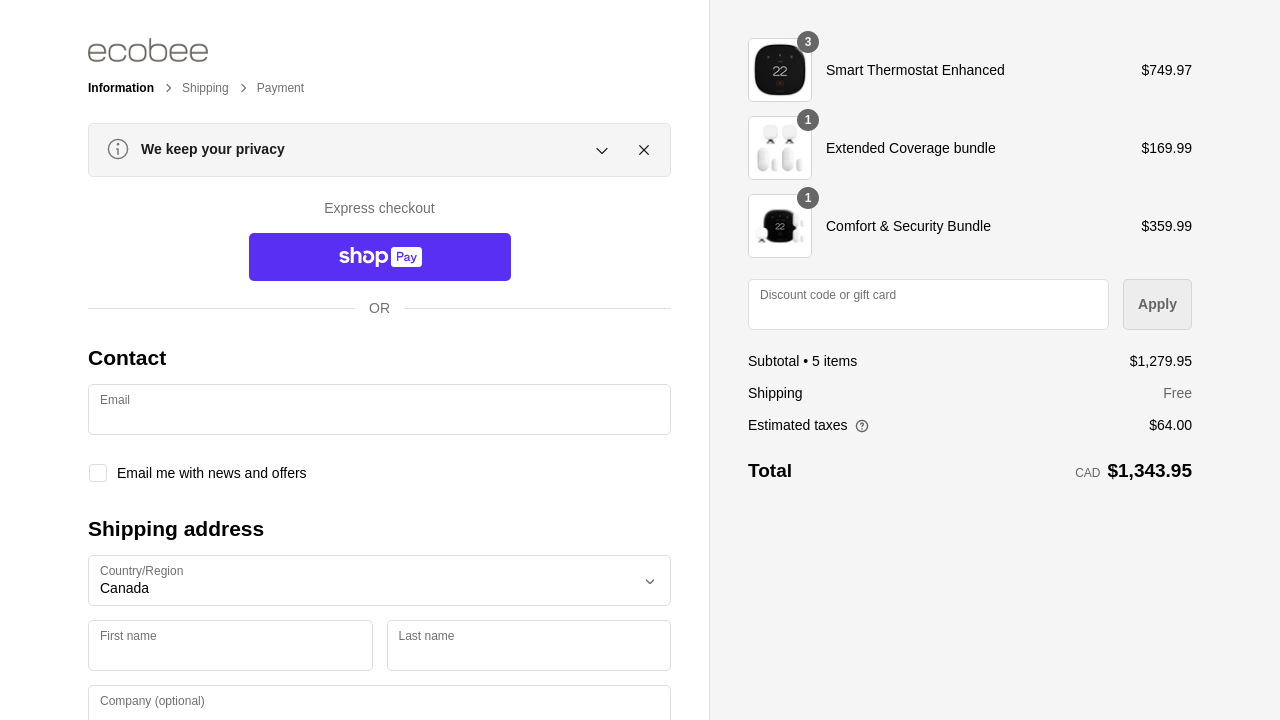 ecobee
Information > Shipping > Payment
We keep your privacy
Express checkout
shop Pay
OR
Contact
Email
Email me with news and offers
Shipping address
Country/Region
Canada
First name
Last name
Company (optional)
3
22
Smart Thermostat Enhanced $749.97
1
Extended Coverage bundle $169.99
1
22
Comfort & Security Bundle $359.99
Discount code or gift card
Apply
Subtotal • 5 items $1,279.95
Shipping Free
Estimated taxes $64.00
Total CAD $1,343.95